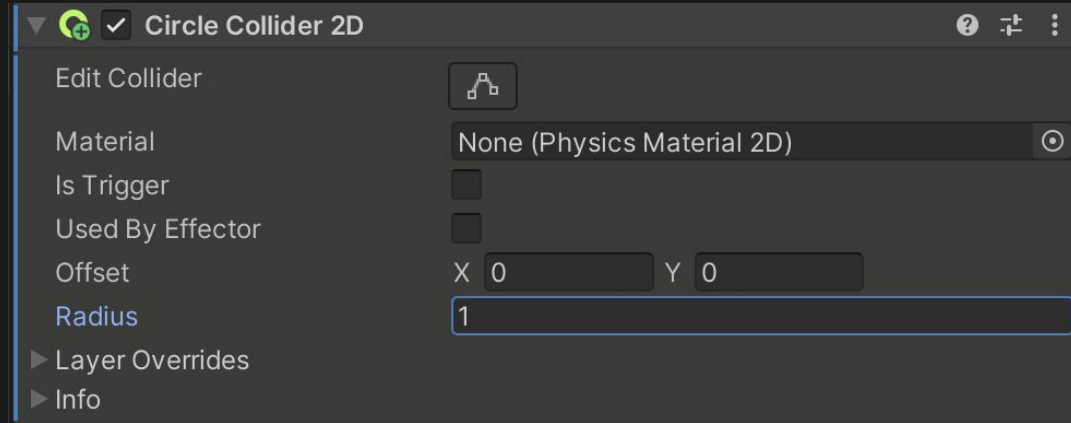 Circle Collider 2D
Edit Collider
Material None (Physics Material 2D)
Is Trigger
Used By Effector
Offset X 0 Y 0
Radius 1
Layer Overrides
Info